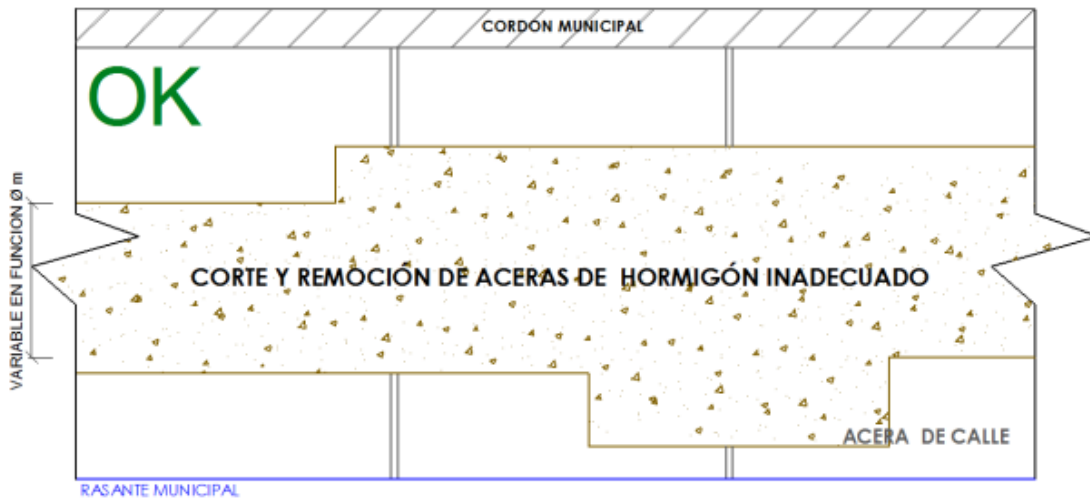 CORDON MUNICIPAL
OK
VARIABLE EN FUNCION Ø m
CORTE Y REMOCIÓN DE ACERAS DE HORMIGÓN INADECUADO
ACERA DE CALLE
RASANTE MUNICIPAL